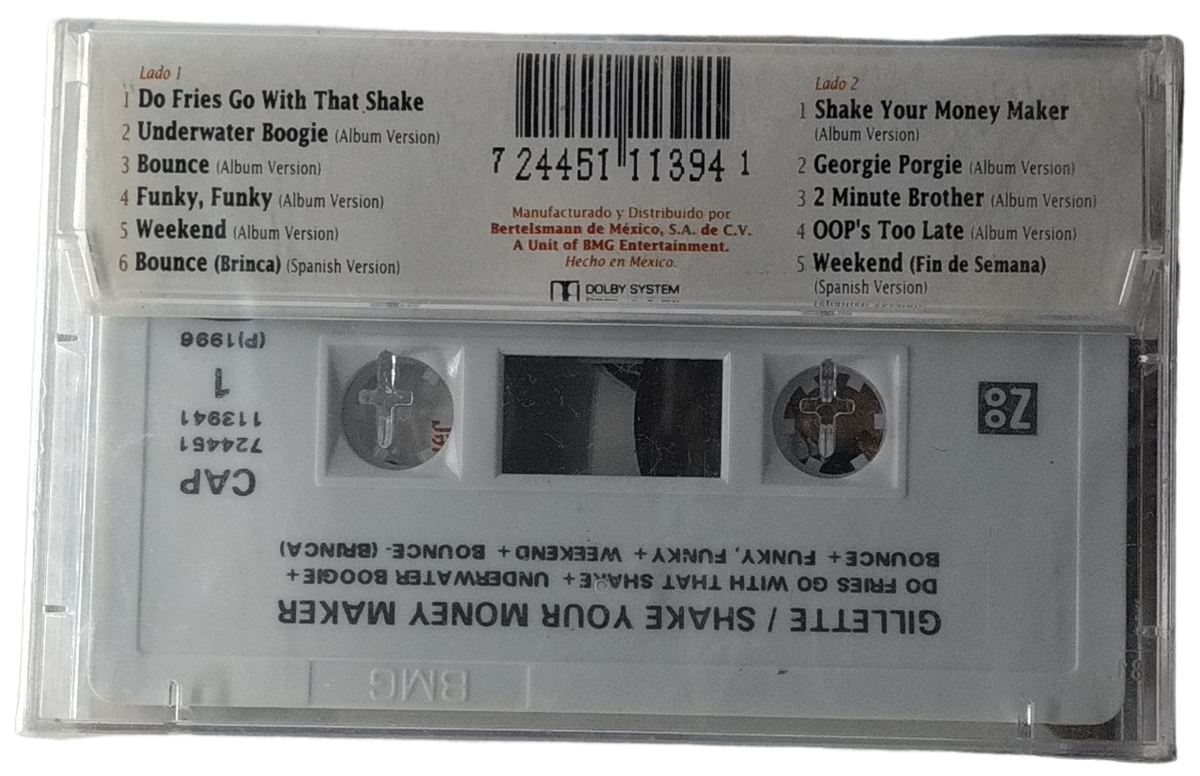 Lado 1
1 Do Fries Go With That Shake
2 Underwater Boogie (Album Version)
3 Bounce (Album Version)
4 Funky, Funky (Album Version)
5 Weekend (Album Version)
6 Bounce (Brinca) (Spanish Version)
7 24451 11394 1
Manufacturado y Distribuido por
Bertelsmann de México, S.A. de C.V.
A Unit of BMG Entertainment.
Hecho en México.
DOLBY SYSTEM
Lado 2
1 Shake Your Money Maker
(Album Version)
2 Georgie Porgie (Album Version)
3 2 Minute Brother (Album Version)
4 OOP's Too Late (Album Version)
5 Weekend (Fin de Semana)
(Spanish Version)
BMG
GILLETTE / SHAKE YOUR MONEY MAKER
DO FRIES GO WITH THAT SHAKE + UNDERWATER BOOGIE +
BOUNCE + FUNKY, FUNKY + WEEKEND + BOUNCE- (BRINCA)
CAP
724451
113941
1
(P)1996
ZOO